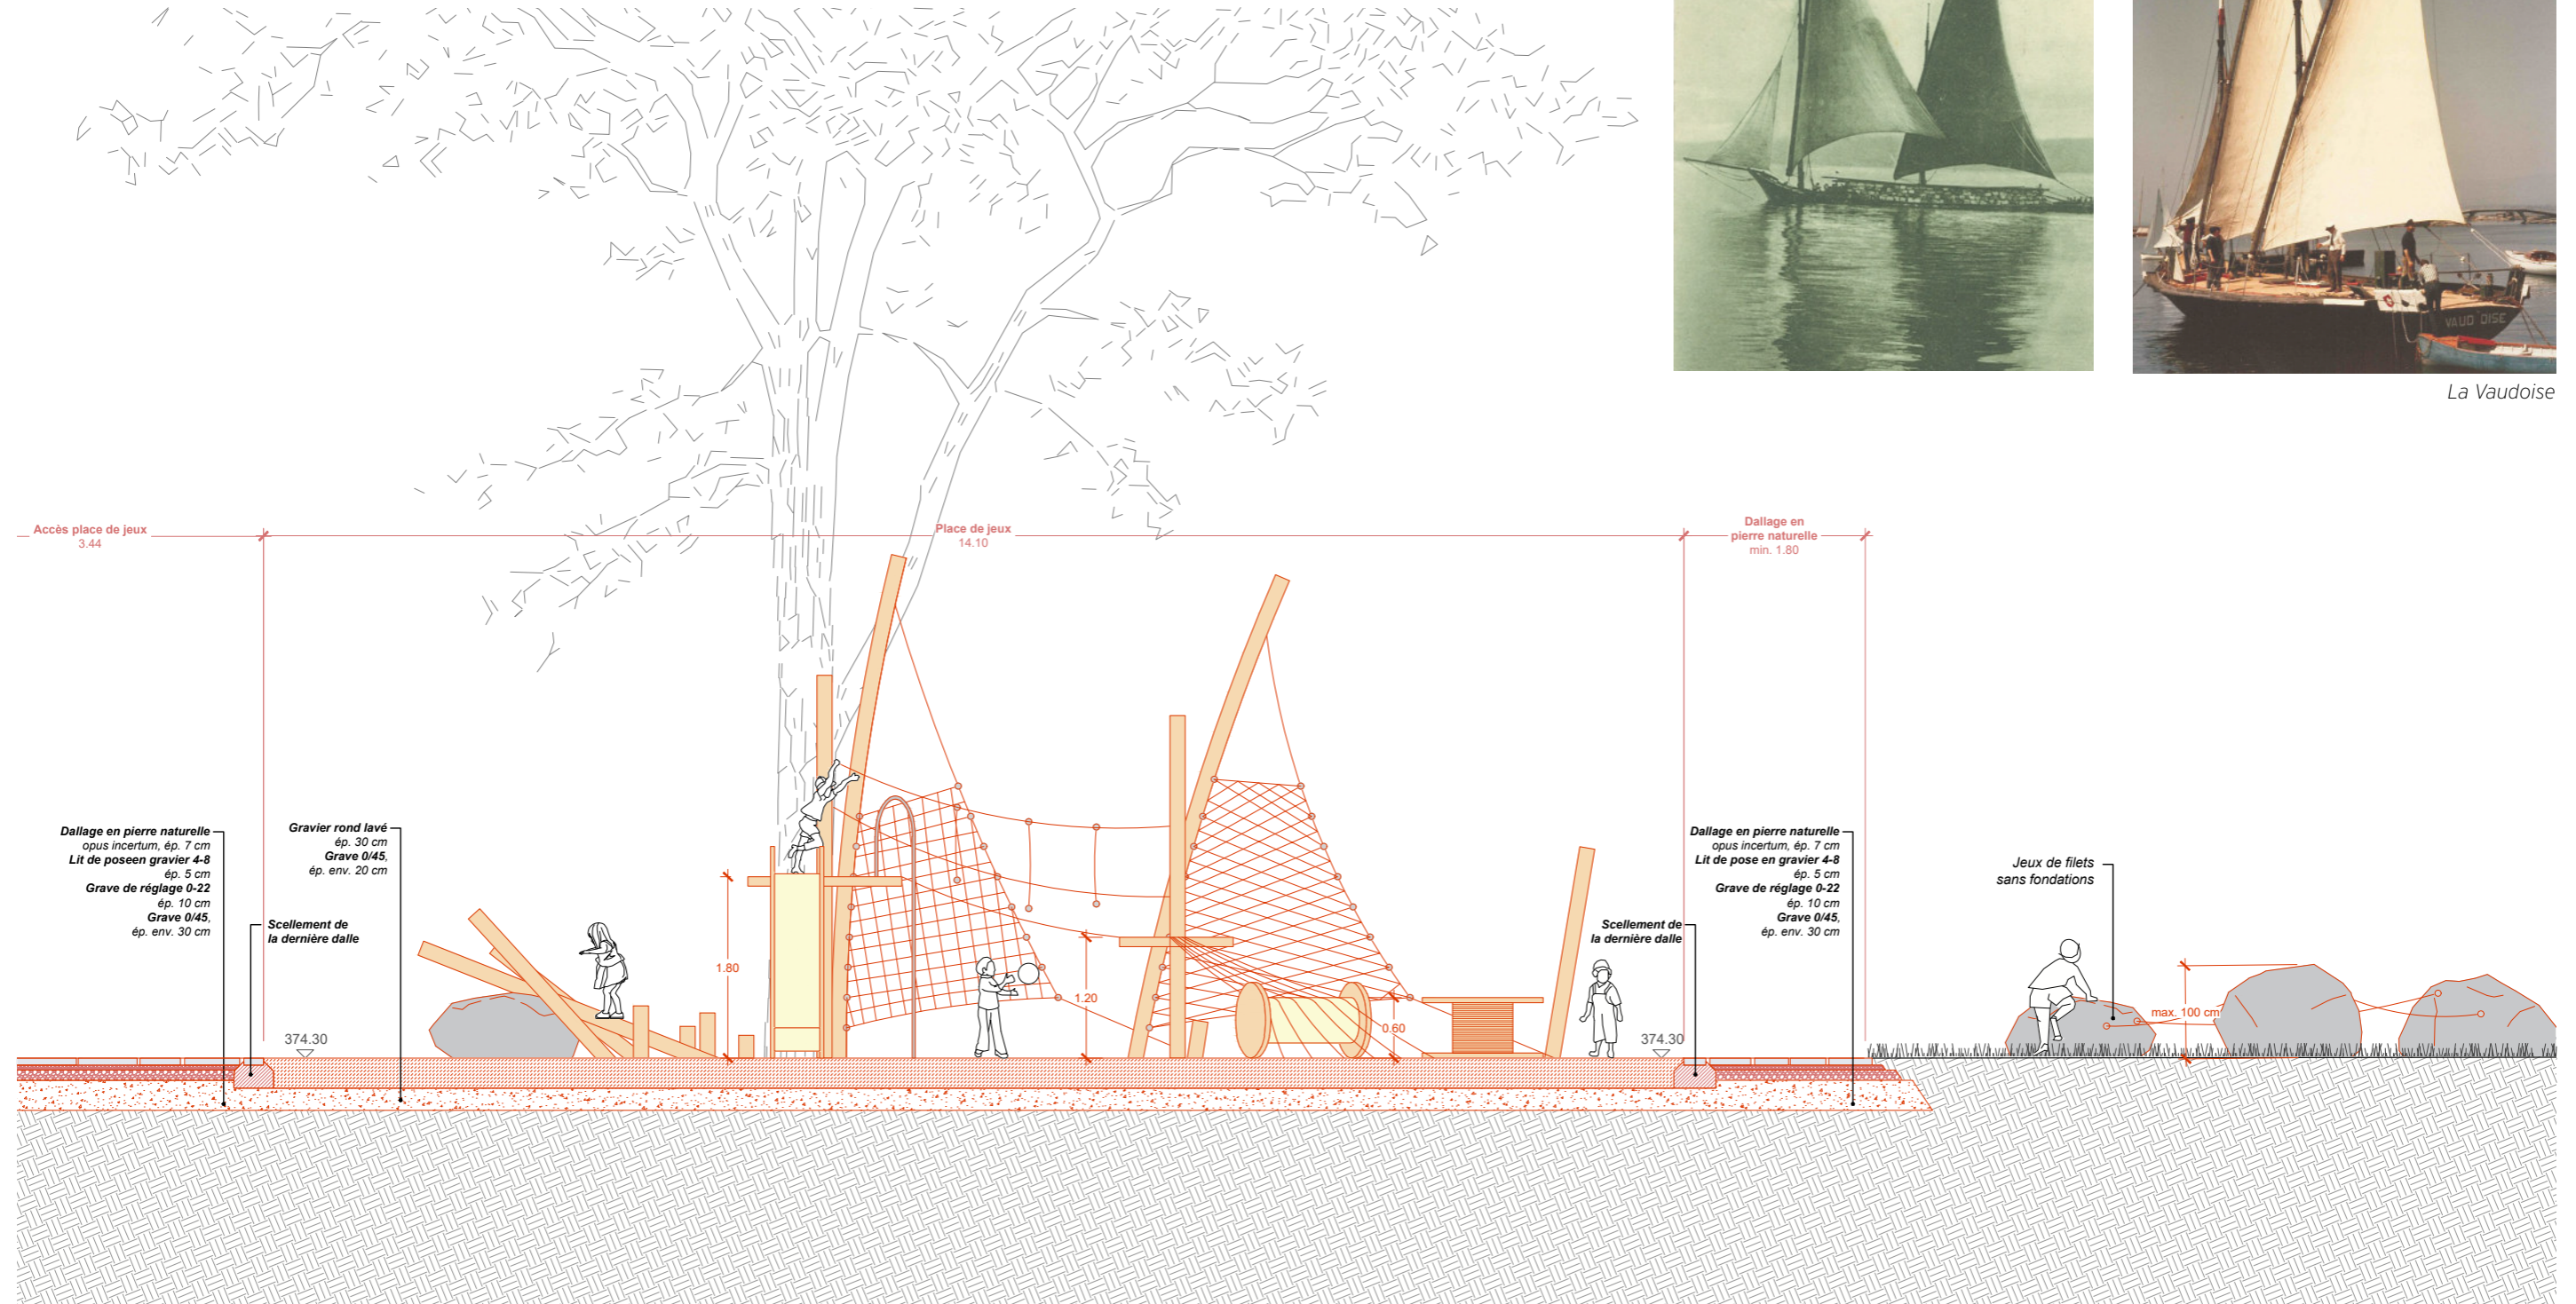 VAUDOISE
La Vaudoise
Accès place de jeux
3.44
Place de jeux
14.10
Dallage en
pierre naturelle
min. 1.80
Dallage en pierre naturelle
opus incertum, ép. 7 cm
Lit de poseen gravier 4-8
ép. 5 cm
Grave de réglage 0-22
ép. 10 cm
Grave 0/45,
ép. env. 30 cm
Gravier rond lavé
ép. 30 cm
Grave 0/45,
ép. env. 20 cm
Scellement de
la dernière dalle
374.30
1.80
1.20
0.60
Scellement de
la dernière dalle
374.30
Dallage en pierre naturelle
opus incertum, ép. 7 cm
Lit de pose en gravier 4-8
ép. 5 cm
Grave de réglage 0-22
ép. 10 cm
Grave 0/45,
ép. env. 30 cm
Jeux de filets
sans fondations
max. 100 cm